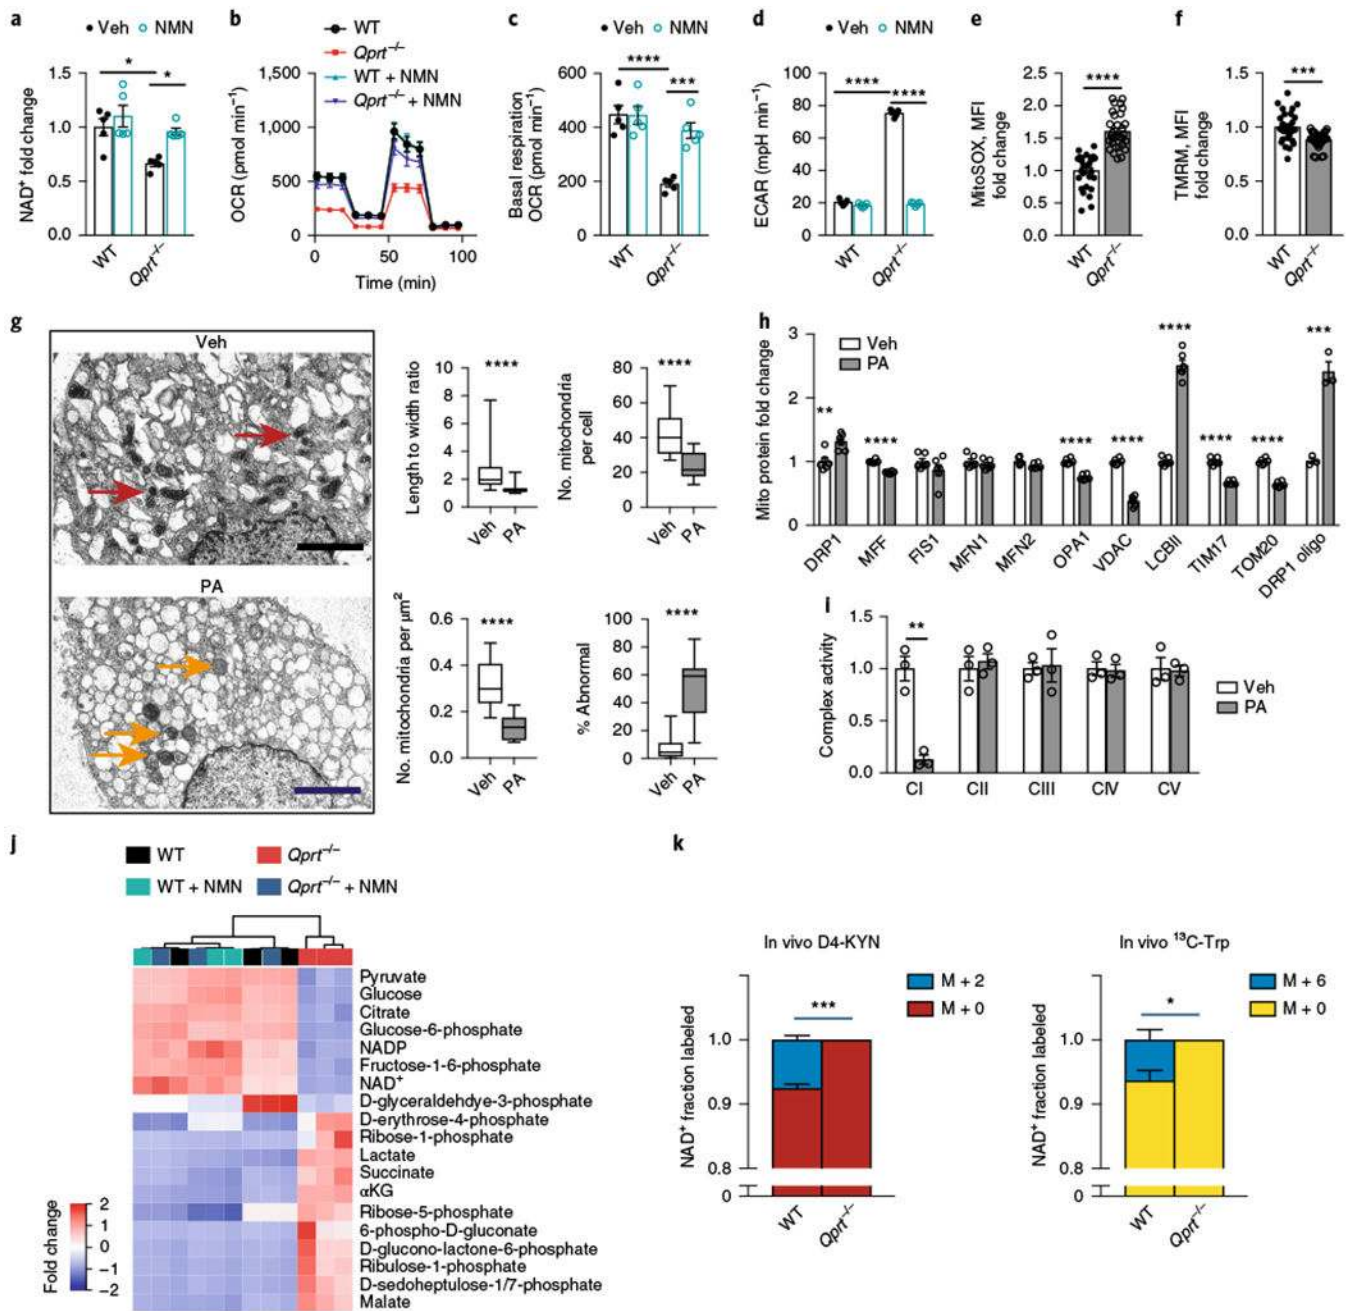 a
● Veh ○ NMN
NAD⁺ fold change
1.5
1.0
0.5
0.0
*
*
WT
Qprt⁻/⁻
b
WT
Qprt⁻/⁻
WT + NMN
Qprt⁻/⁻ + NMN
OCR (pmol min⁻¹)
1,500
1,000
500
0
0
50
100
Time (min)
c
● Veh ○ NMN
Basal respiration
OCR (pmol min⁻¹)
600
400
200
0
****
***
WT
Qprt⁻/⁻
d
● Veh ○ NMN
ECAR (mpH min⁻¹)
100
80
60
40
20
0
**** ****
WT
Qprt⁻/⁻
e
MitoSOX, MFI
fold change
2.5
2.0
1.5
1.0
0.5
0.0
****
WT
Qprt⁻/⁻
f
TMRM, MFI
fold change
1.5
1.0
0.5
0.0
***
WT
Qprt⁻/⁻
g
Veh
PA
Length to width ratio
10
8
6
4
2
0
****
Veh
PA
No. mitochondria
per cell
80
60
40
20
0
****
Veh
PA
No. mitochondria per µm²
0.6
0.4
0.2
0
****
Veh
PA
% Abnormal
100
80
60
40
20
0
****
Veh
PA
h
Mito protein fold change
3
2
1
0
Veh
PA
**
****
****
****
****
****
****
***
DRP1
MFF
FIS1
MFN1
MFN2
OPA1
VDAC
LCBII
TIM17
TOM20
DRP1 oligo
i
Complex activity
1.5
1.0
0.5
0.0
**
CI CII CIII CIV CV
Veh
PA
j
WT Qprt⁻/⁻
WT + NMN Qprt⁻/⁻ + NMN
Pyruvate
Glucose
Citrate
Glucose-6-phosphate
NADP
Fructose-1-6-phosphate
NAD⁺
D-glyceraldehdye-3-phosphate
D-erythrose-4-phosphate
Ribose-1-phosphate
Lactate
Succinate
αKG
Ribose-5-phosphate
6-phospho-D-gluconate
D-glucono-lactone-6-phosphate
Ribulose-1-phosphate
D-sedoheptulose-1/7-phosphate
Malate
Fold change
2
1
0
−1
−2
k
In vivo D4-KYN
M + 2
M + 0
NAD⁺ fraction labeled
1.0
0.9
0.8
0
***
WT
Qprt⁻/⁻
In vivo ¹³C-Trp
M + 6
M + 0
NAD⁺ fraction labeled
1.0
0.9
0.8
0
*
WT
Qprt⁻/⁻